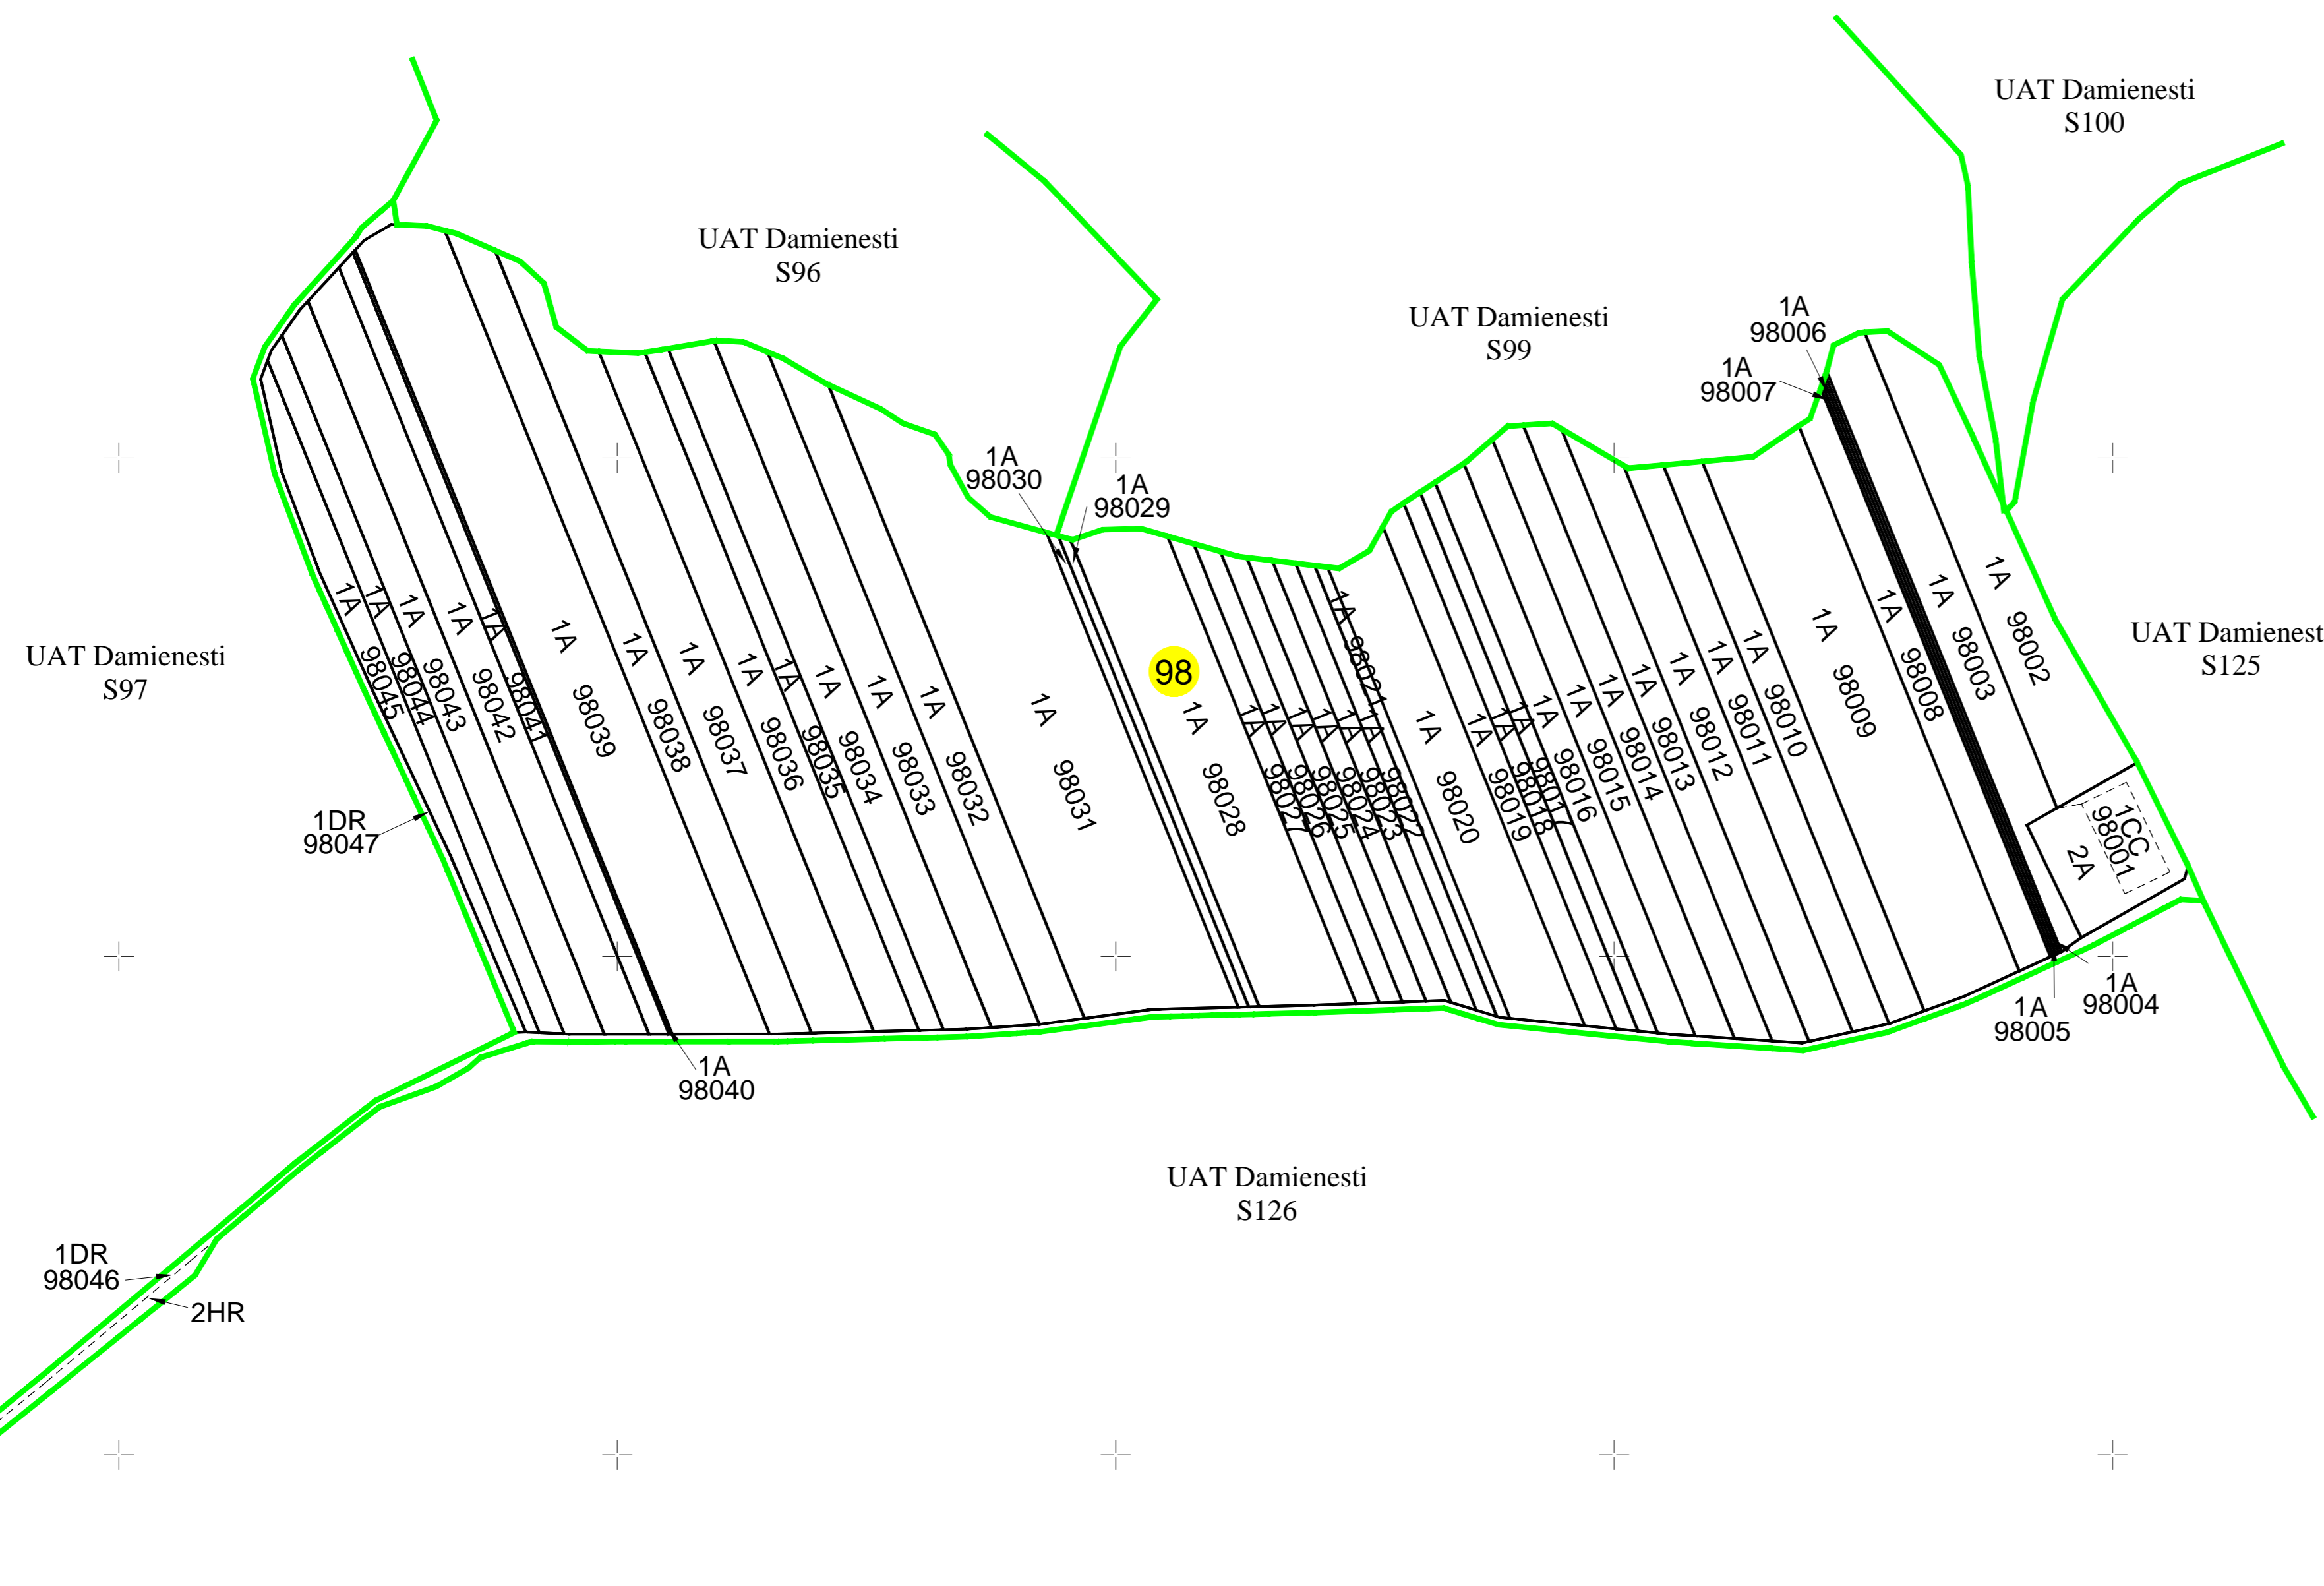 UAT Damienesti
S100
UAT Damienesti
S96
UAT Damienesti
S99
1A
98006
1A
98007
1A
98030
1A
98029
UAT Damienesti
S97
UAT Damienest
S125
98
1A 98045
1A 98044
1A 98043
1A 98042
1A 98041
1A 98039
1A 98038
1A 98037
1A 98036
1A 98035
1A 98034
1A 98033
1A 98032
1A 98031
1A 98028
1A 98027
1A 98026
1A 98025
1A 98024
1A 98023
1A 98022
1A 98021
1A 98020
1A 98019
1A 98018
1A 98017
1A 98016
1A 98015
1A 98014
1A 98013
1A 98012
1A 98011
1A 98010
1A 98009
1A 98008
1A 98003
1A 98002
1CC
98001
2A
1DR
98047
1A
98004
1A
98005
1A
98040
UAT Damienesti
S126
1DR
98046
2HR